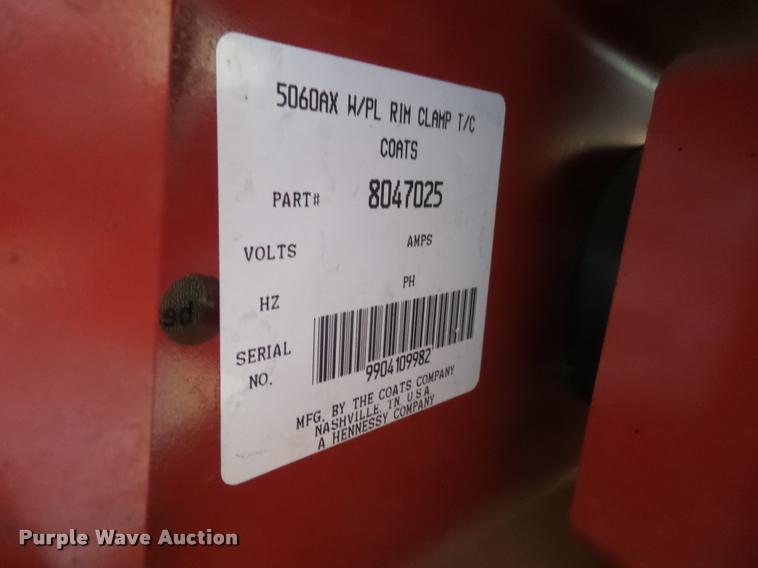 5060AX W/PL RIM CLAMP T/C
COATS
PART# 8047025
VOLTS AMPS
HZ PH
SERIAL NO. 9904109982
MFG. BY THE COATS COMPANY
NASHVILLE, TN U.S.A
A HENNESSY COMPANY
ed
Purple Wave Auction